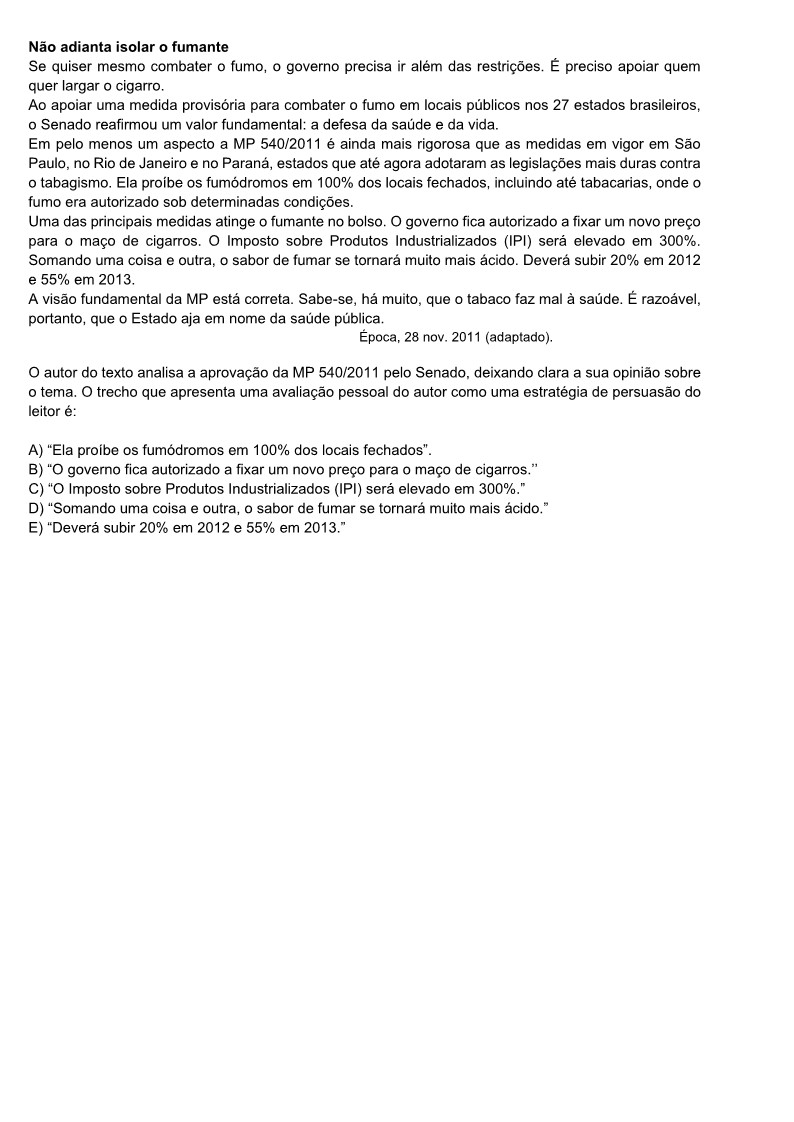 Não adianta isolar o fumante
Se quiser mesmo combater o fumo, o governo precisa ir além das restrições. É preciso apoiar quem
quer largar o cigarro.
Ao apoiar uma medida provisória para combater o fumo em locais públicos nos 27 estados brasileiros,
o Senado reafirmou um valor fundamental: a defesa da saúde e da vida.
Em pelo menos um aspecto a MP 540/2011 é ainda mais rigorosa que as medidas em vigor em São
Paulo, no Rio de Janeiro e no Paraná, estados que até agora adotaram as legislações mais duras contra
o tabagismo. Ela proíbe os fumódromos em 100% dos locais fechados, incluindo até tabacarias, onde o
fumo era autorizado sob determinadas condições.
Uma das principais medidas atinge o fumante no bolso. O governo fica autorizado a fixar um novo preço
para o maço de cigarros. O Imposto sobre Produtos Industrializados (IPI) será elevado em 300%.
Somando uma coisa e outra, o sabor de fumar se tornará muito mais ácido. Deverá subir 20% em 2012
e 55% em 2013.
A visão fundamental da MP está correta. Sabe-se, há muito, que o tabaco faz mal à saúde. É razoável,
portanto, que o Estado aja em nome da saúde pública.
Época, 28 nov. 2011 (adaptado).
O autor do texto analisa a aprovação da MP 540/2011 pelo Senado, deixando clara a sua opinião sobre
o tema. O trecho que apresenta uma avaliação pessoal do autor como uma estratégia de persuasão do
leitor é:
A) “Ela proíbe os fumódromos em 100% dos locais fechados”.
B) “O governo fica autorizado a fixar um novo preço para o maço de cigarros.’’
C) “O Imposto sobre Produtos Industrializados (IPI) será elevado em 300%.”
D) “Somando uma coisa e outra, o sabor de fumar se tornará muito mais ácido.”
E) “Deverá subir 20% em 2012 e 55% em 2013.”